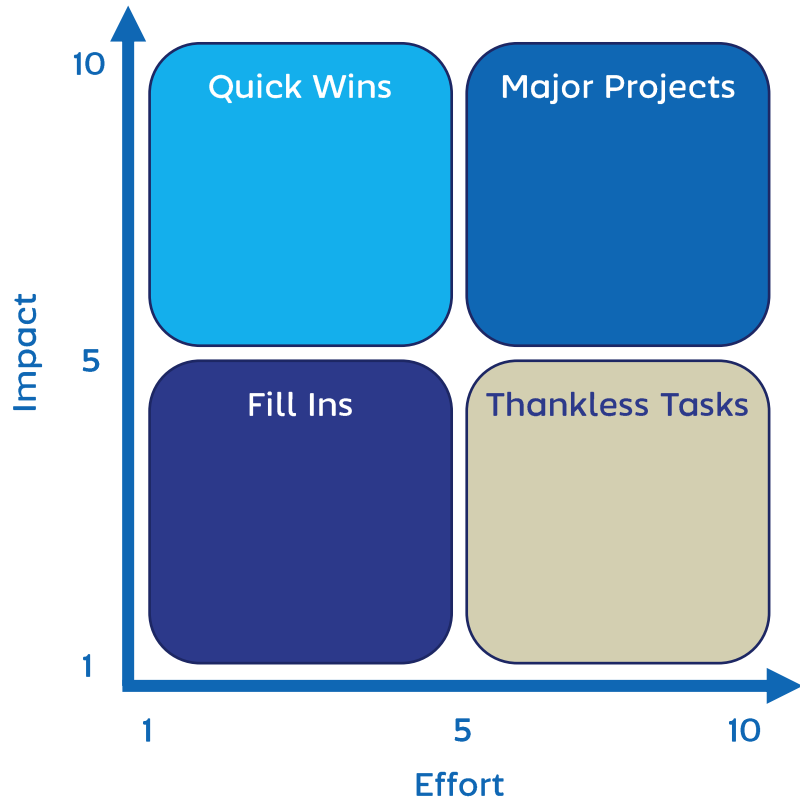 10
Quick Wins
Major Projects
Impact
5
Fill Ins
Thankless Tasks
1
1
5
10
Effort